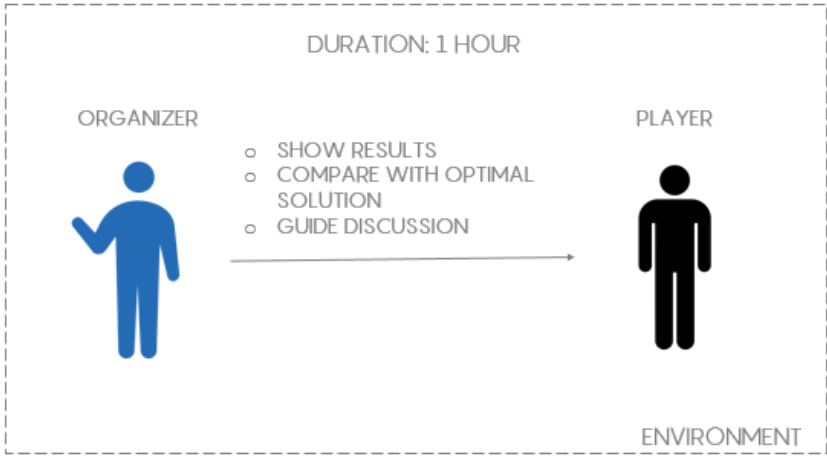 DURATION: 1 HOUR
ORGANIZER
PLAYER
o SHOW RESULTS
o COMPARE WITH OPTIMAL
SOLUTION
o GUIDE DISCUSSION
ENVIRONMENT